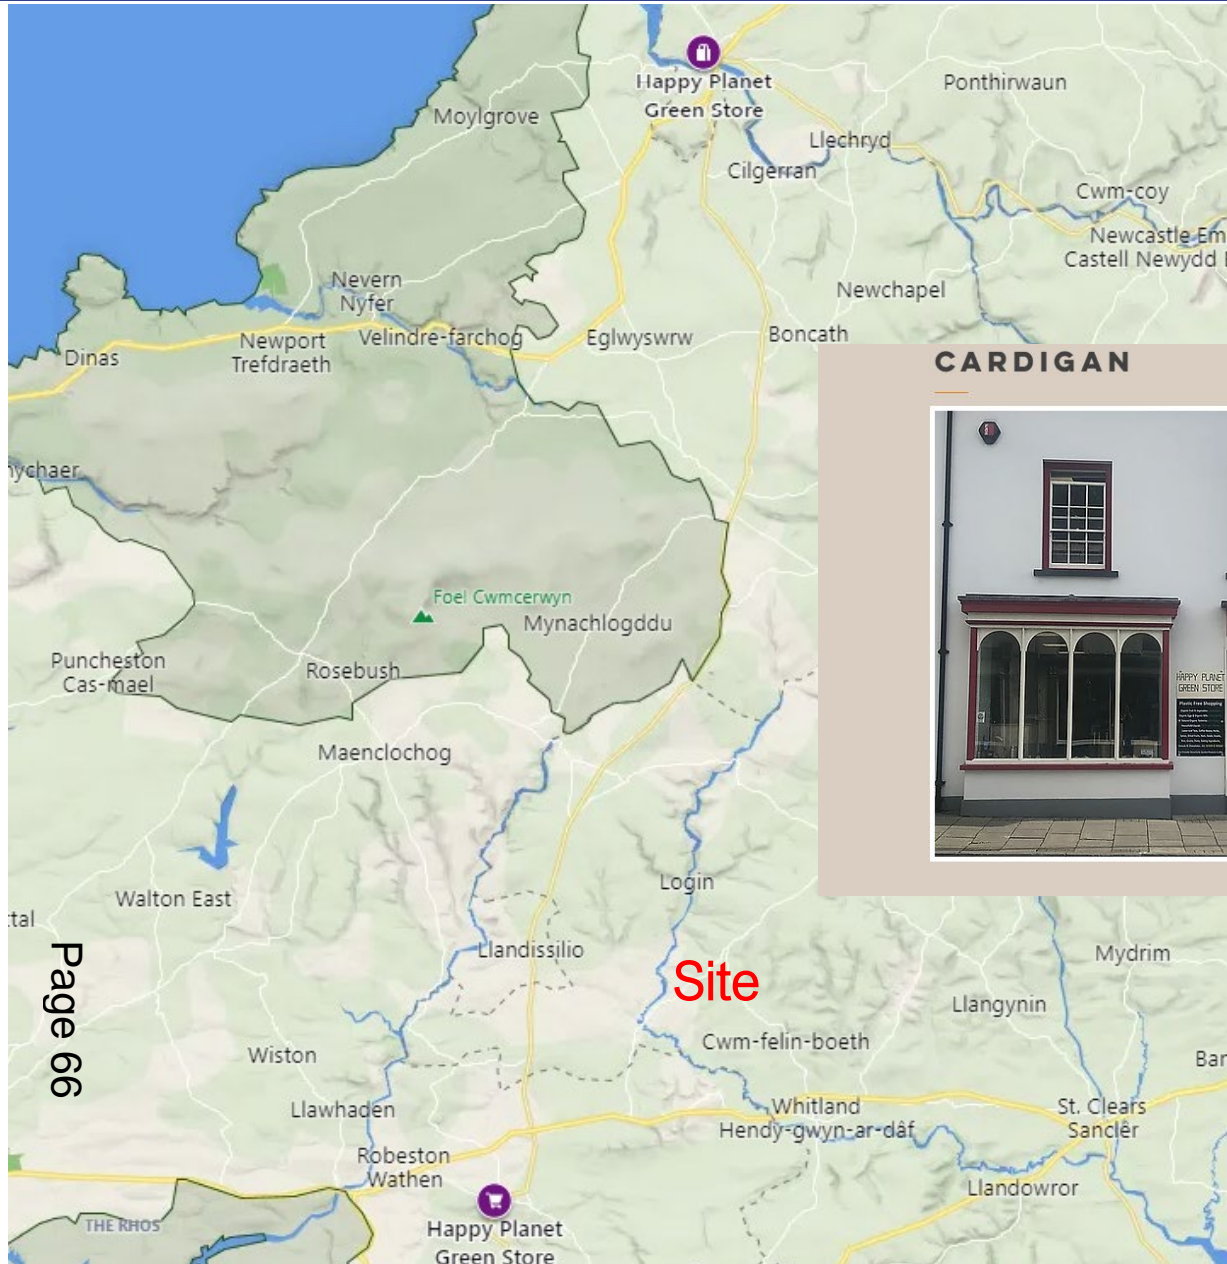 Happy Planet
Green Store
Ponthirwaun
Moylgrove
Llechryd
Cilgerran
Cwm-coy
Newcastle Em
Castell Newydd
Nevern
Nyfer
Newchapel
Newport
Trefdraeth
Velindre-farchog
Eglwyswrw
Boncath
Dinas
CARDIGAN
nychaer
Foel Cwmcerwyn
Mynachlogddu
Puncheston
Cas-mael
Rosebush
HAPPY PLANET
GREEN STORE
Plastic Free Shopping
Maenclochog
Login
Walton East
tal
Llandissilio
Mydrim
Site
Llangynin
Page 66
Cwm-felin-boeth
Wiston
Bar
Llawhaden
Whitland
Hendy-gwyn-ar-dâf
St. Clears
Sanclêr
Robeston
Wathen
Llandowror
THE RHOS
Happy Planet
Green Store